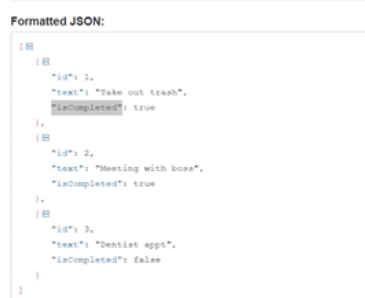 Formatted JSON:
[
{
"id": 1,
"text": "Take out trash",
"isCompleted": true
},
{
"id": 2,
"text": "Meeting with boss",
"isCompleted": true
},
{
"id": 3,
"text": "Dentist appt",
"isCompleted": false
}
]